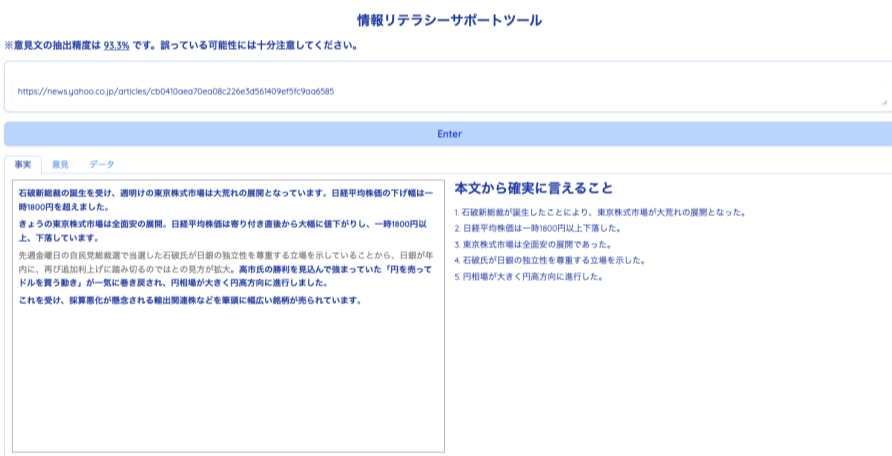 情報リテラシーサポートツール
※意見文の抽出精度は 93.3% です。誤っている可能性には十分注意してください。
https://news.yahoo.co.jp/articles/cb0410aea70ea08c226e3d561409ef5fc9aa6585
Enter
事実 意見 データ
石破新総裁の誕生を受け、週明けの東京株式市場は大荒れの展開となっています。日経平均株価の下げ幅は一
時1800円を超えました。
きょうの東京株式市場は全面安の展開。日経平均株価は寄り付き直後から大幅に値下がりし、一時1800円以
上、下落しています。
先週金曜日の自民党総裁選で当選した石破氏が日銀の独立性を尊重する立場を示していることから、日銀が年
内に、再び追加利上げに踏み切るのではとの見方が拡大。高市氏の勝利を見込んで強まっていた「円を売って
ドルを買う動き」が一気に巻き戻され、円相場が大きく円高方向に進行しました。
これを受け、採算悪化が懸念される輸出関連株などを筆頭に幅広い銘柄が売られています。
本文から確実に言えること
1. 石破新総裁が誕生したことにより、東京株式市場が大荒れの展開となった。
2. 日経平均株価は一時1800円以上下落した。
3. 東京株式市場は全面安の展開であった。
4. 石破氏が日銀の独立性を尊重する立場を示した。
5. 円相場が大きく円高方向に進行した。